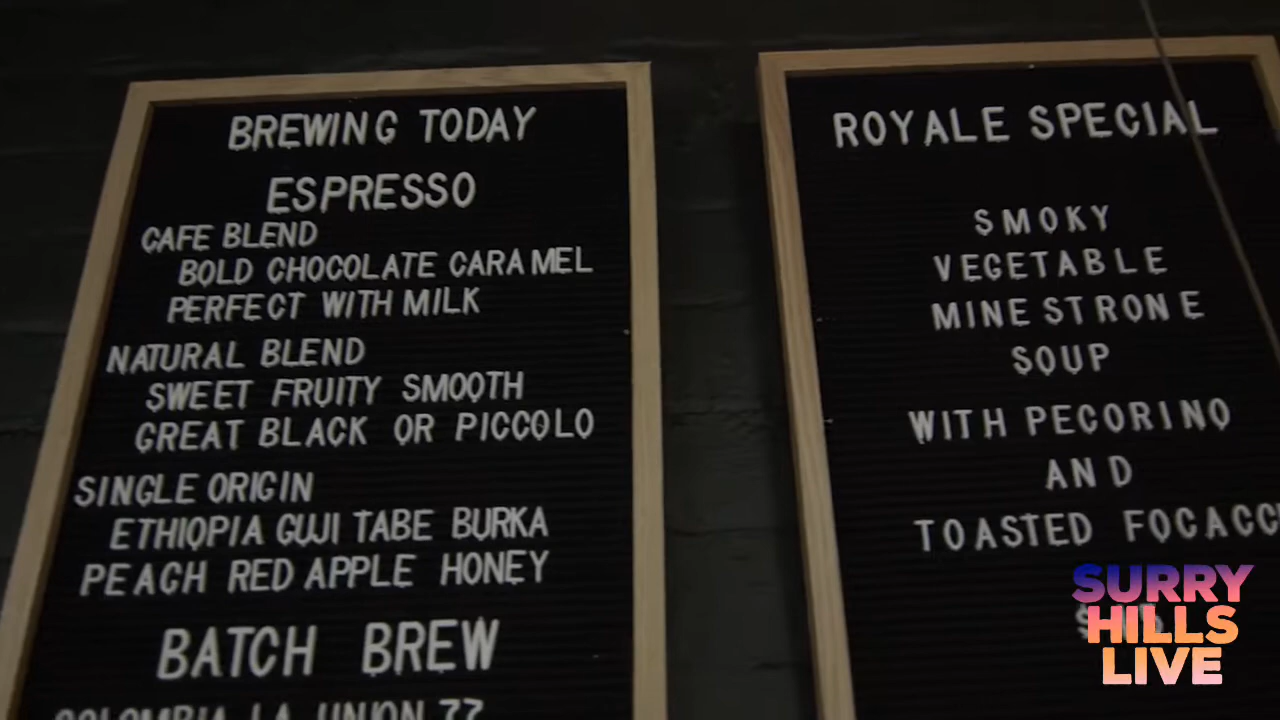 BREWING TODAY
ESPRESSO
CAFE BLEND
BOLD CHOCOLATE CARAMEL
PERFECT WITH MILK
NATURAL BLEND
SWEET FRUITY SMOOTH
GREAT BLACK OR PICCOLO
SINGLE ORIGIN
ETHIOPIA GUJI TABE BURKA
PEACH RED APPLE HONEY
BATCH BREW
COLOMBIA LA UNION 77
ROYALE SPECIAL
SMOKY
VEGETABLE
MINESTRONE
SOUP
WITH PECORINO
AND
TOASTED FOCACC
SURRY
HILLS
LIVE